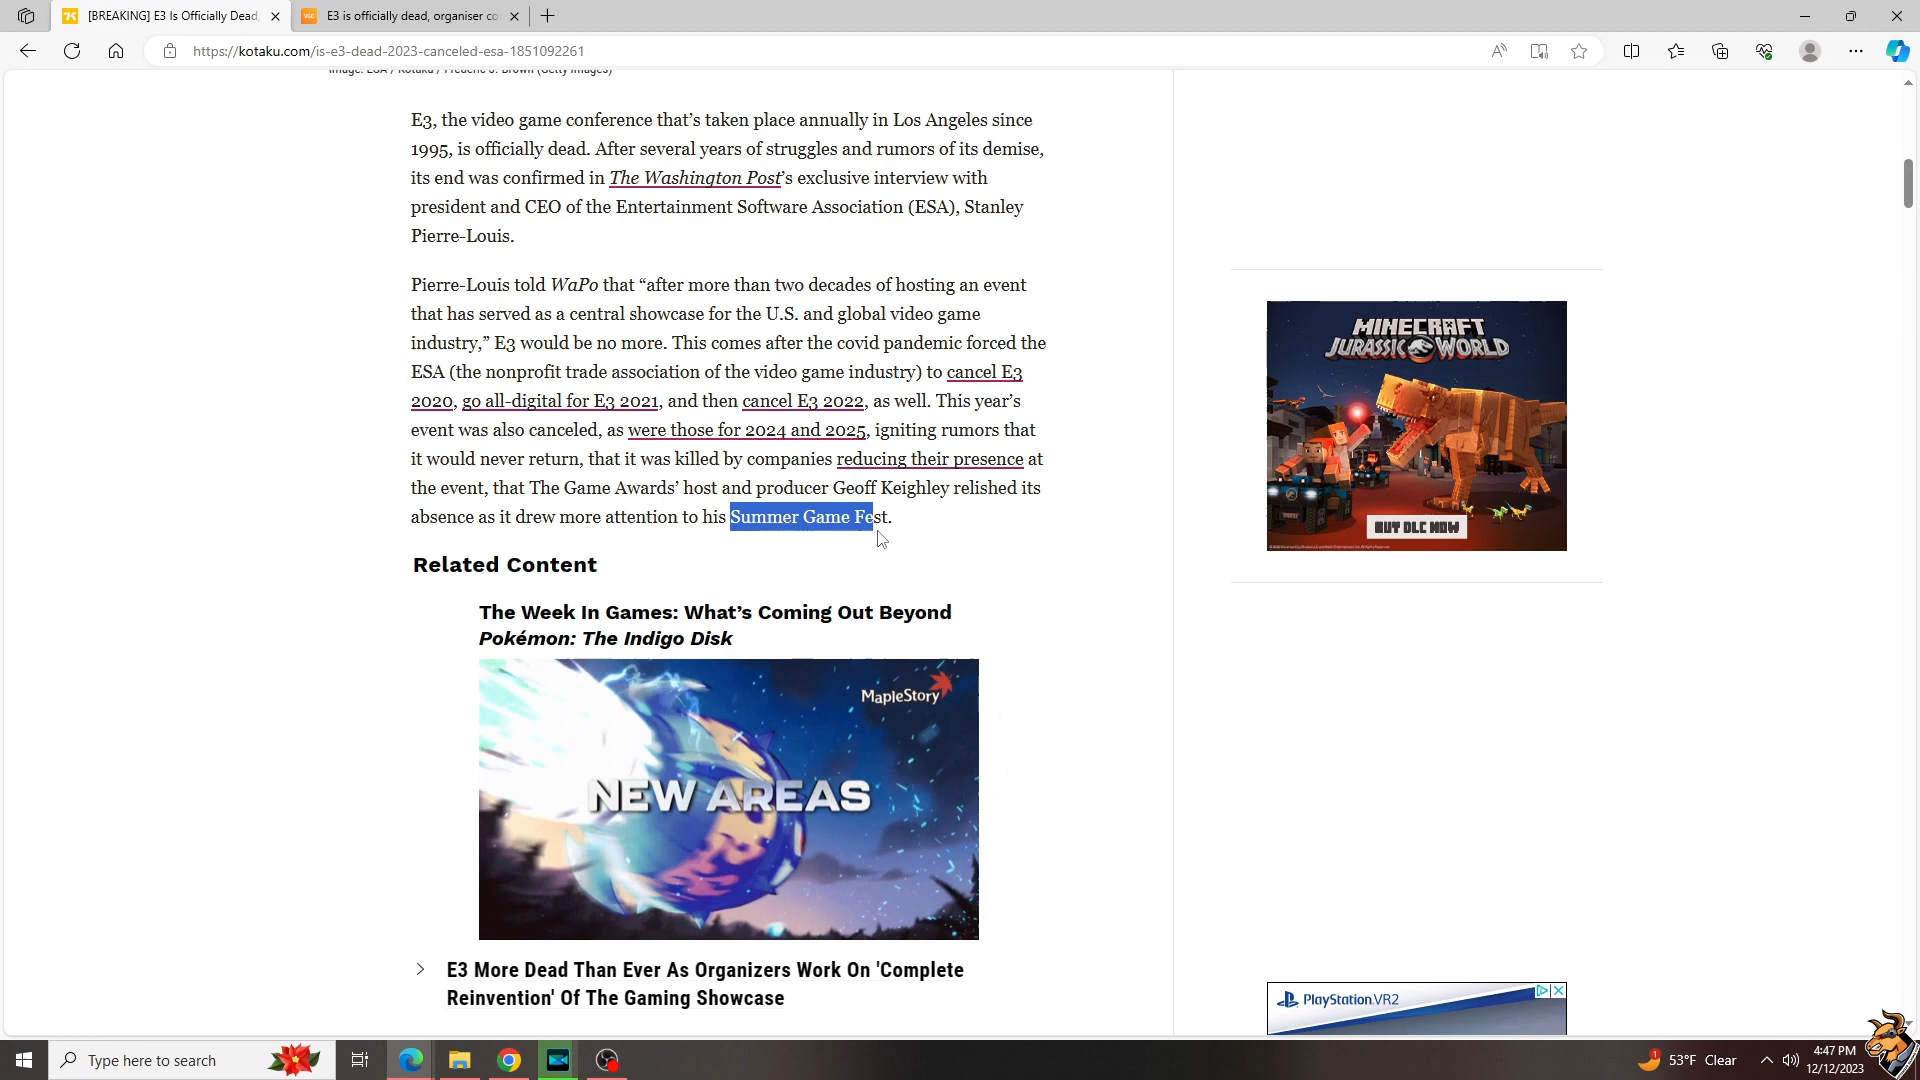 [BREAKING] E3 Is Officially Dead,
E3 is officially dead, organiser co
https://kotaku.com/is-e3-dead-2023-canceled-esa-1851092261
Image: ESA / Kotaku / Frederic J. Brown (Getty Images)
E3, the video game conference that’s taken place annually in Los Angeles since
1995, is officially dead. After several years of struggles and rumors of its demise,
its end was confirmed in The Washington Post’s exclusive interview with
president and CEO of the Entertainment Software Association (ESA), Stanley
Pierre-Louis.
Pierre-Louis told WaPo that “after more than two decades of hosting an event
that has served as a central showcase for the U.S. and global video game
industry,” E3 would be no more. This comes after the covid pandemic forced the
ESA (the nonprofit trade association of the video game industry) to cancel E3
2020, go all-digital for E3 2021, and then cancel E3 2022, as well. This year’s
event was also canceled, as were those for 2024 and 2025, igniting rumors that
it would never return, that it was killed by companies reducing their presence at
the event, that The Game Awards’ host and producer Geoff Keighley relished its
absence as it drew more attention to his Summer Game Fest.
Related Content
The Week In Games: What’s Coming Out Beyond
Pokémon: The Indigo Disk
MapleStory
NEW AREAS
E3 More Dead Than Ever As Organizers Work On 'Complete
Reinvention' Of The Gaming Showcase
MINECRAFT
JURASSIC WORLD
BUY DLC NOW
PlayStation.VR2
Type here to search
1
53°F Clear
4:47 PM
12/12/2023